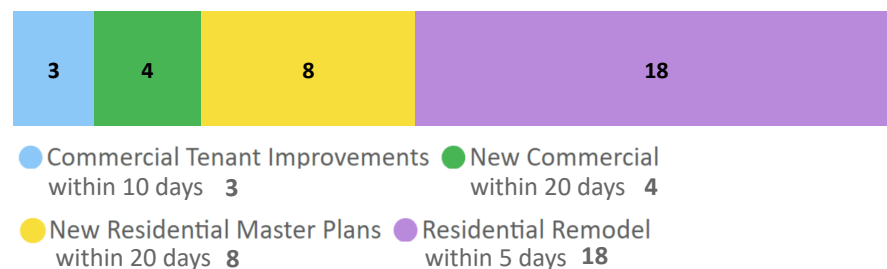 3 4 8 18
Commercial Tenant Improvements New Commercial
within 10 days 3 within 20 days 4
New Residential Master Plans Residential Remodel
within 20 days 8 within 5 days 18